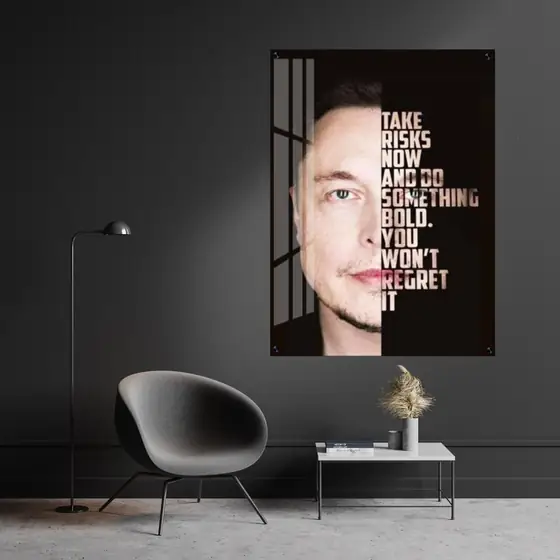 TAKE
RISKS
NOW
AND DO
SOMETHING
BOLD.
YOU
WON'T
REGRET
IT